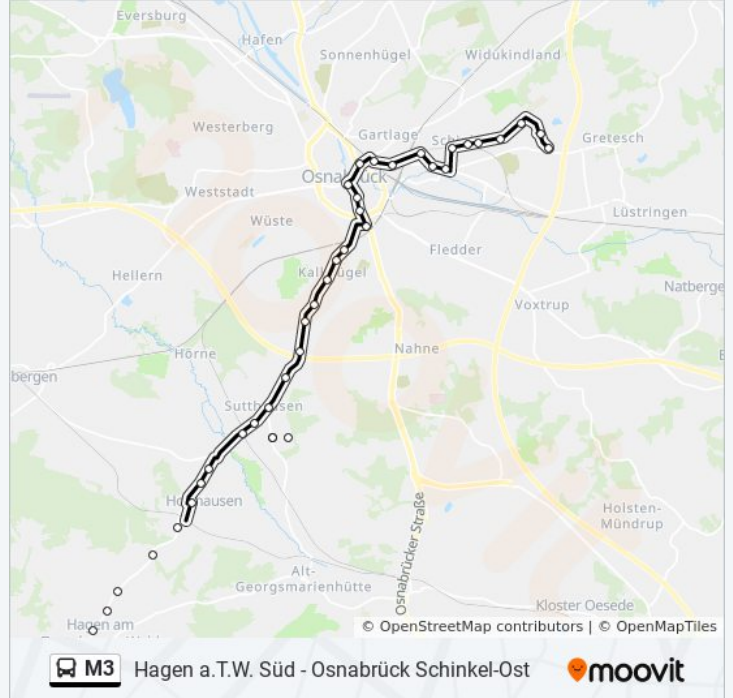 Eversburg
Hafen
Sonnenhügel
Widukindland
Westerberg
Gartlage
Gretesch
Osnabrück
Weststadt
Lüstringen
Wüste
Fledder
Hellern
Kalkhügel
Natberge
Voxtrup
Hörne
Nahne
bergen
Sutthausen
Holzhausen
Holsten-
Mündrup
Osnabrücker Straße
Alt-
Georgsmarienhütte
Kloster Oesede
Hagen am
© OpenStreetMap contributors | © OpenMapTiles
M3 Hagen a.T.W. Süd - Osnabrück Schinkel-Ost moovit